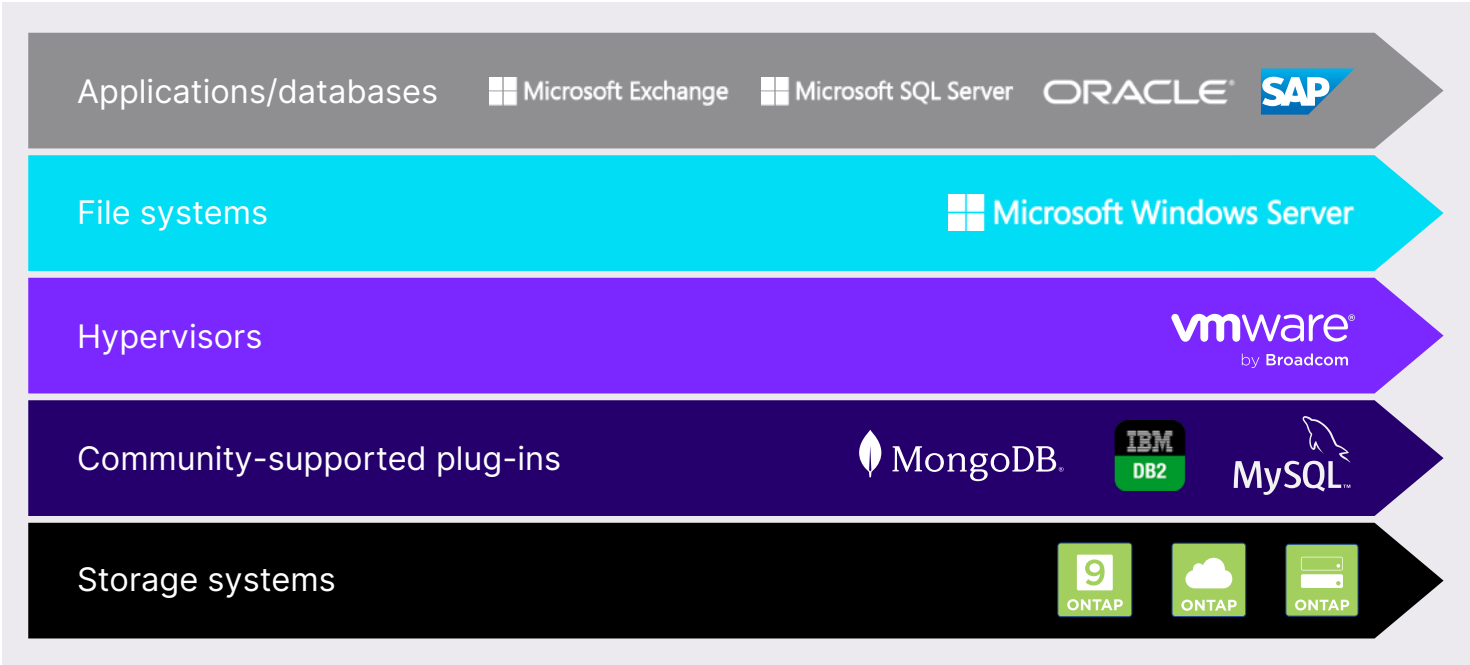 Applications/databases Microsoft Exchange Microsoft SQL Server ORACLE® SAP
File systems Microsoft Windows Server
Hypervisors vmware®
by Broadcom
Community-supported plug-ins MongoDB® IBM
DB2 MySQL™
Storage systems 9
ONTAP ONTAP ONTAP